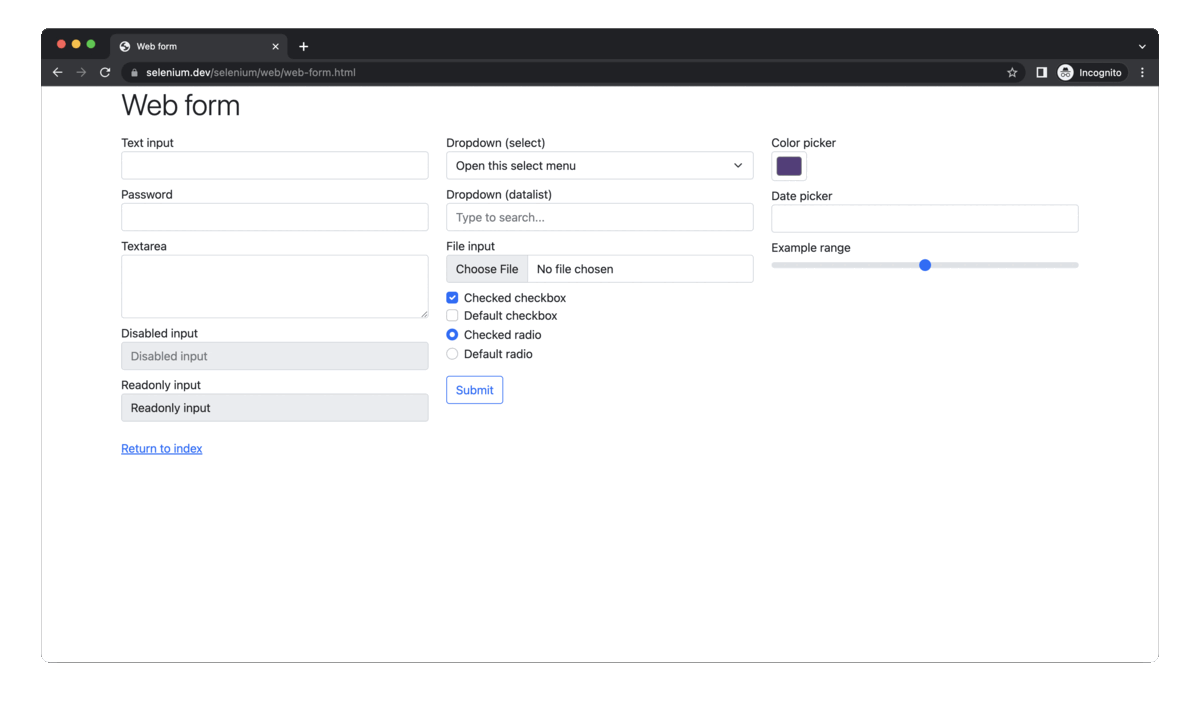 Web form
selenium.dev/selenium/web/web-form.html
Incognito
Web form
Text input
Password
Textarea
Disabled input
Disabled input
Readonly input
Readonly input
Return to index
Dropdown (select)
Open this select menu
Dropdown (datalist)
Type to search...
File input
Choose File No file chosen
Checked checkbox
Default checkbox
Checked radio
Default radio
Submit
Color picker
Date picker
Example range